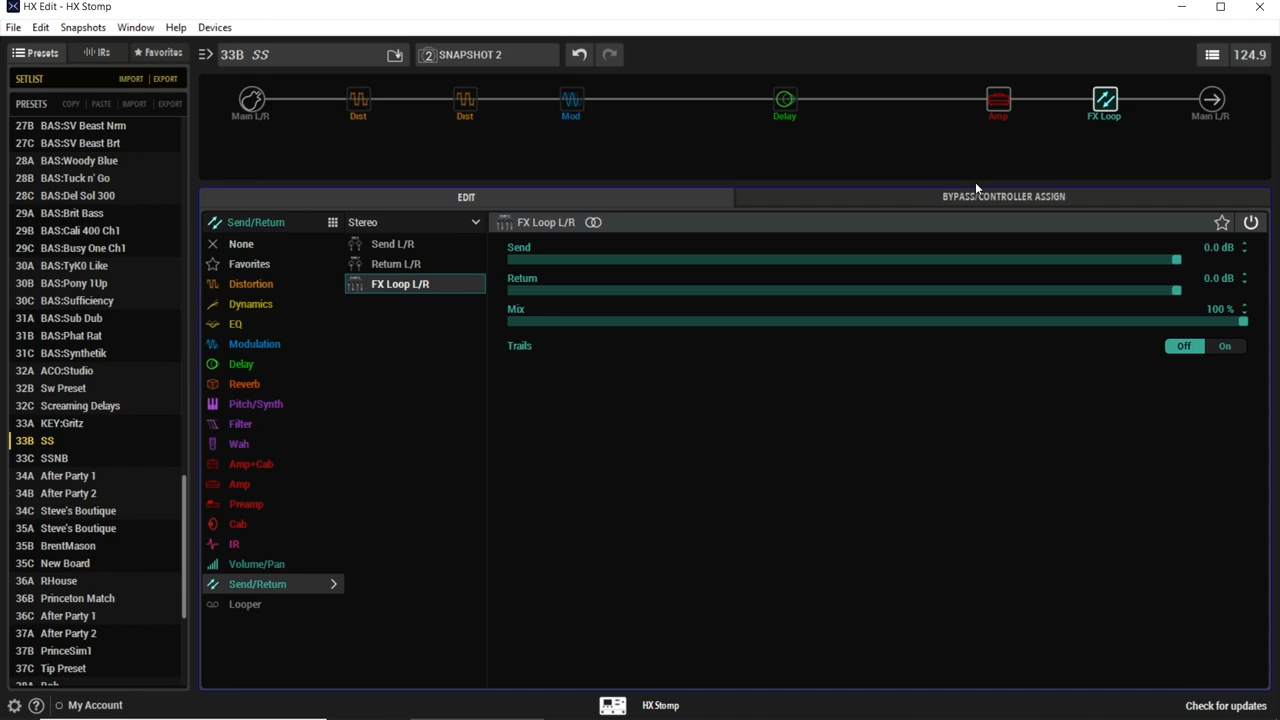 HX Edit - HX Stomp
File Edit Snapshots Window Help Devices
Presets IRs Favorites
33B SS
2 SNAPSHOT 2
124.9
SETLIST IMPORT | EXPORT
PRESETS COPY PASTE IMPORT EXPORT
27B BAS:SV Beast Nrm
27C BAS:SV Beast Brt
28A BAS:Woody Blue
28B BAS:Tuck n' Go
28C BAS:Del Sol 300
29A BAS:Brit Bass
29B BAS:Cali 400 Ch1
29C BAS:Busy One Ch1
30A BAS:TyK0 Like
30B BAS:Pony 1Up
30C BAS:Sufficiency
31A BAS:Sub Dub
31B BAS:Phat Rat
31C BAS:Synthetik
32A ACO:Studio
32B Sw Preset
32C Screaming Delays
33A KEY:Gritz
33B SS
33C SSNB
34A After Party 1
34B After Party 2
34C Steve's Boutique
35A Steve's Boutique
35B BrentMason
35C New Board
36A RHouse
36B Princeton Match
36C After Party 1
37A After Party 2
37B PrinceSim1
37C Tip Preset
Main L/R Dist Dist Mod Delay Amp FX Loop Main L/R
EDIT BYPASS/CONTROLLER ASSIGN
Send/Return
None
Favorites
Distortion
Dynamics
EQ
Modulation
Delay
Reverb
Pitch/Synth
Filter
Wah
Amp+Cab
Amp
Preamp
Cab
IR
Volume/Pan
Send/Return
Looper
Stereo
Send L/R
Return L/R
FX Loop L/R
FX Loop L/R
Send 0.0 dB
Return 0.0 dB
Mix 100 %
Trails Off On
My Account
HX Stomp
Check for updates